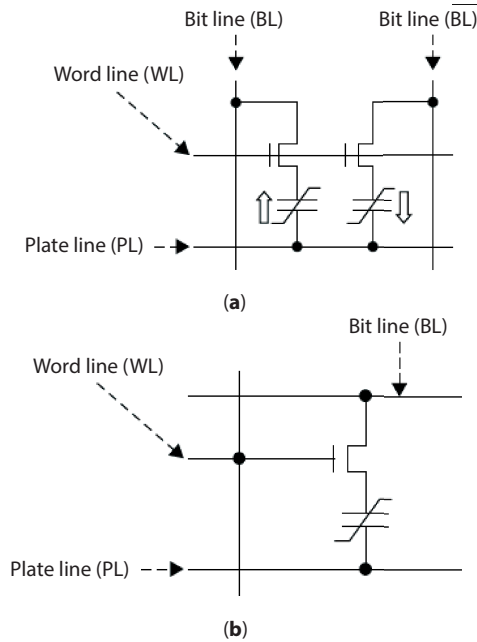 Bit line (BL)
Bit line (B̅L̅)
Word line (WL)
Plate line (PL)
(a)
Bit line (BL)
Word line (WL)
Plate line (PL)
(b)